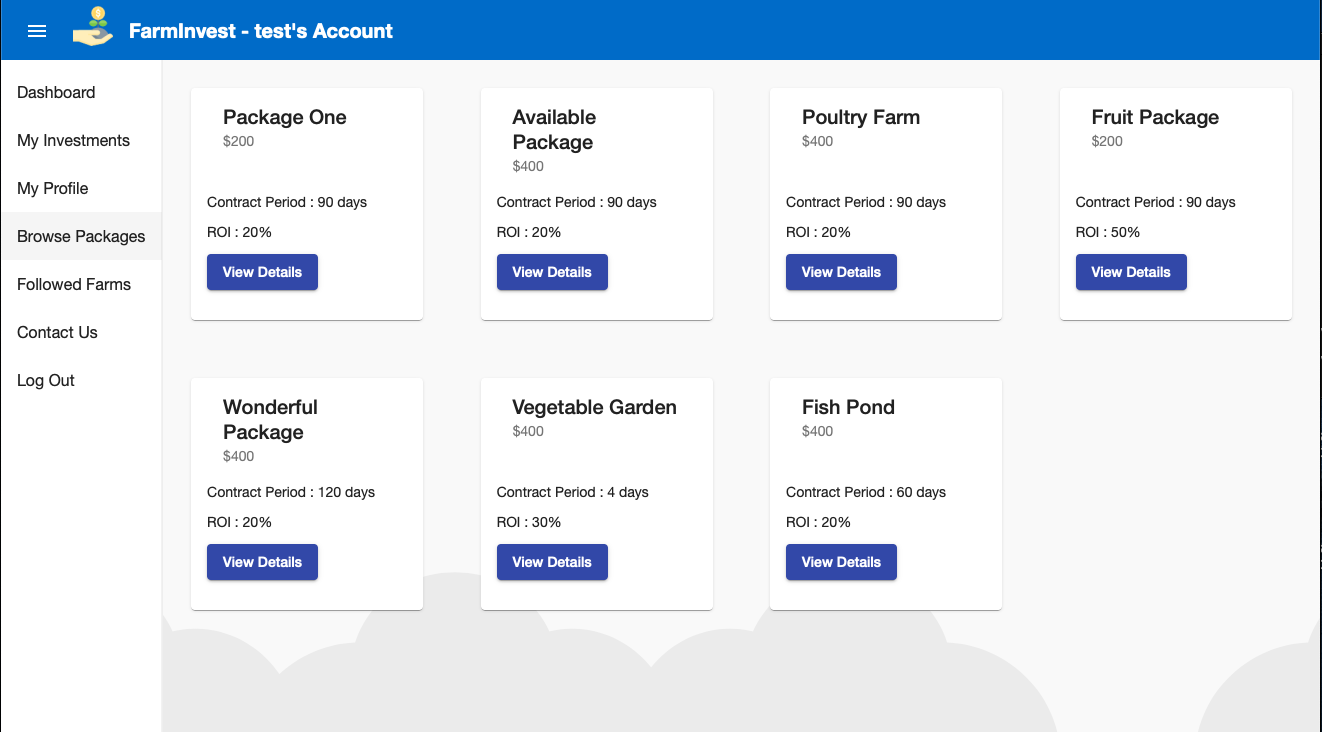 FarmInvest - test's Account
Dashboard
My Investments
My Profile
Browse Packages
Followed Farms
Contact Us
Log Out
Package One
$200
Contract Period : 90 days
ROI : 20%
View Details
Available
Package
$400
Contract Period : 90 days
ROI : 20%
View Details
Poultry Farm
$400
Contract Period : 90 days
ROI : 20%
View Details
Fruit Package
$200
Contract Period : 90 days
ROI : 50%
View Details
Wonderful
Package
$400
Contract Period : 120 days
ROI : 20%
View Details
Vegetable Garden
$400
Contract Period : 4 days
ROI : 30%
View Details
Fish Pond
$400
Contract Period : 60 days
ROI : 20%
View Details